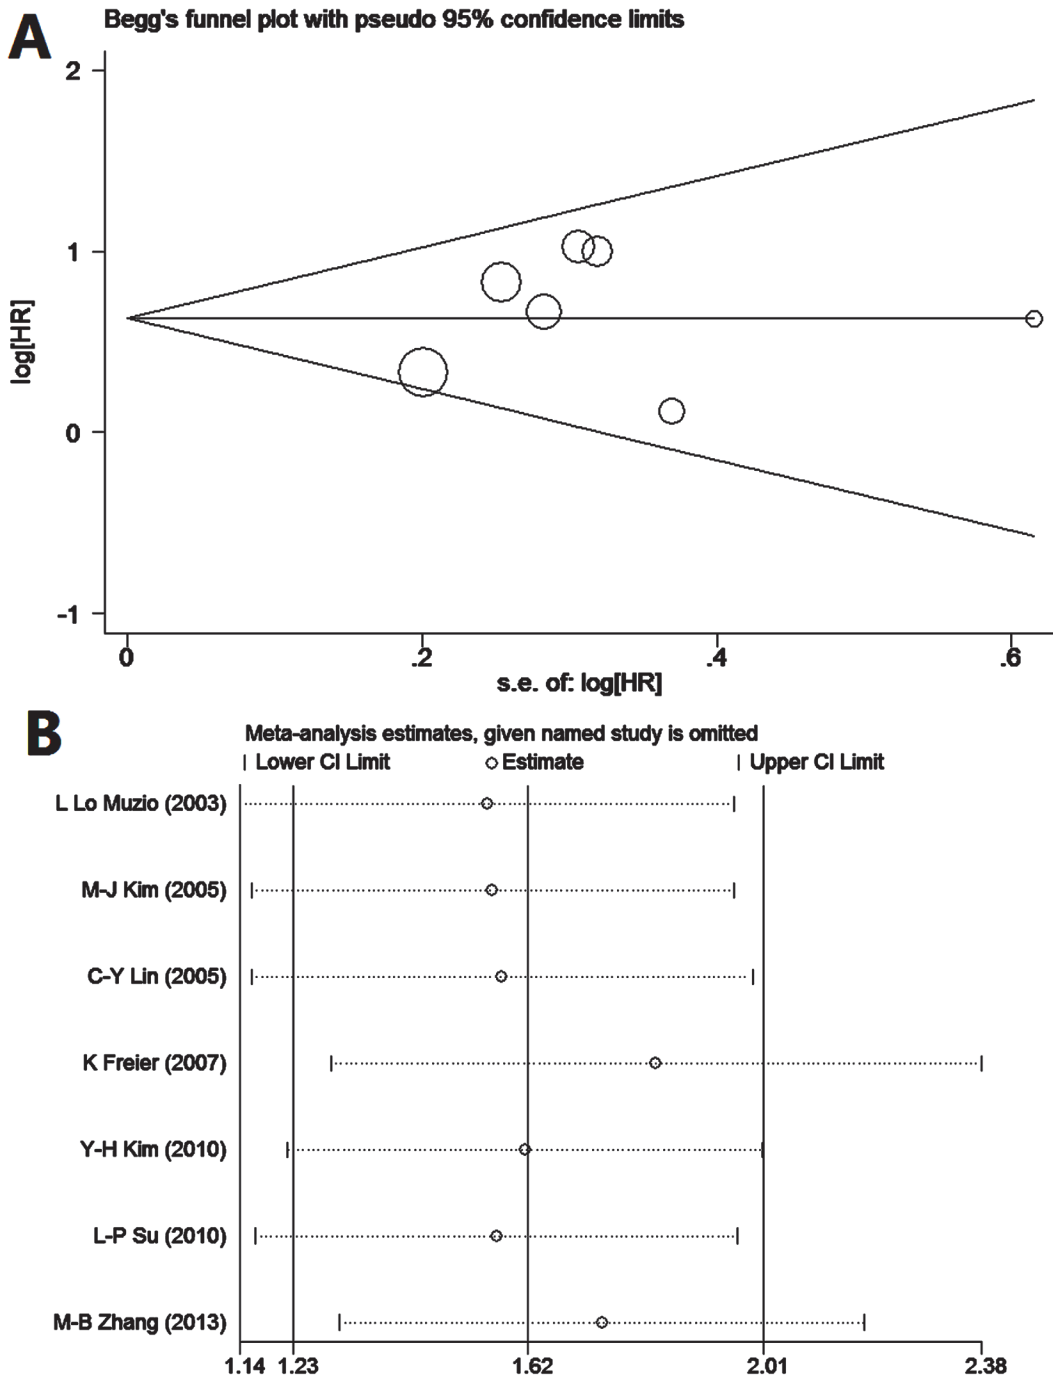 A
Begg's funnel plot with pseudo 95% confidence limits
2
1
0
-1
log[HR]
0 .2 .4 .6
s.e. of: log[HR]
B
Meta-analysis estimates, given named study is omitted
| Lower CI Limit ○ Estimate | Upper CI Limit
L Lo Muzio (2003)
M-J Kim (2005)
C-Y Lin (2005)
K Freier (2007)
Y-H Kim (2010)
L-P Su (2010)
M-B Zhang (2013)
1.14 1.23 1.62 2.01 2.38